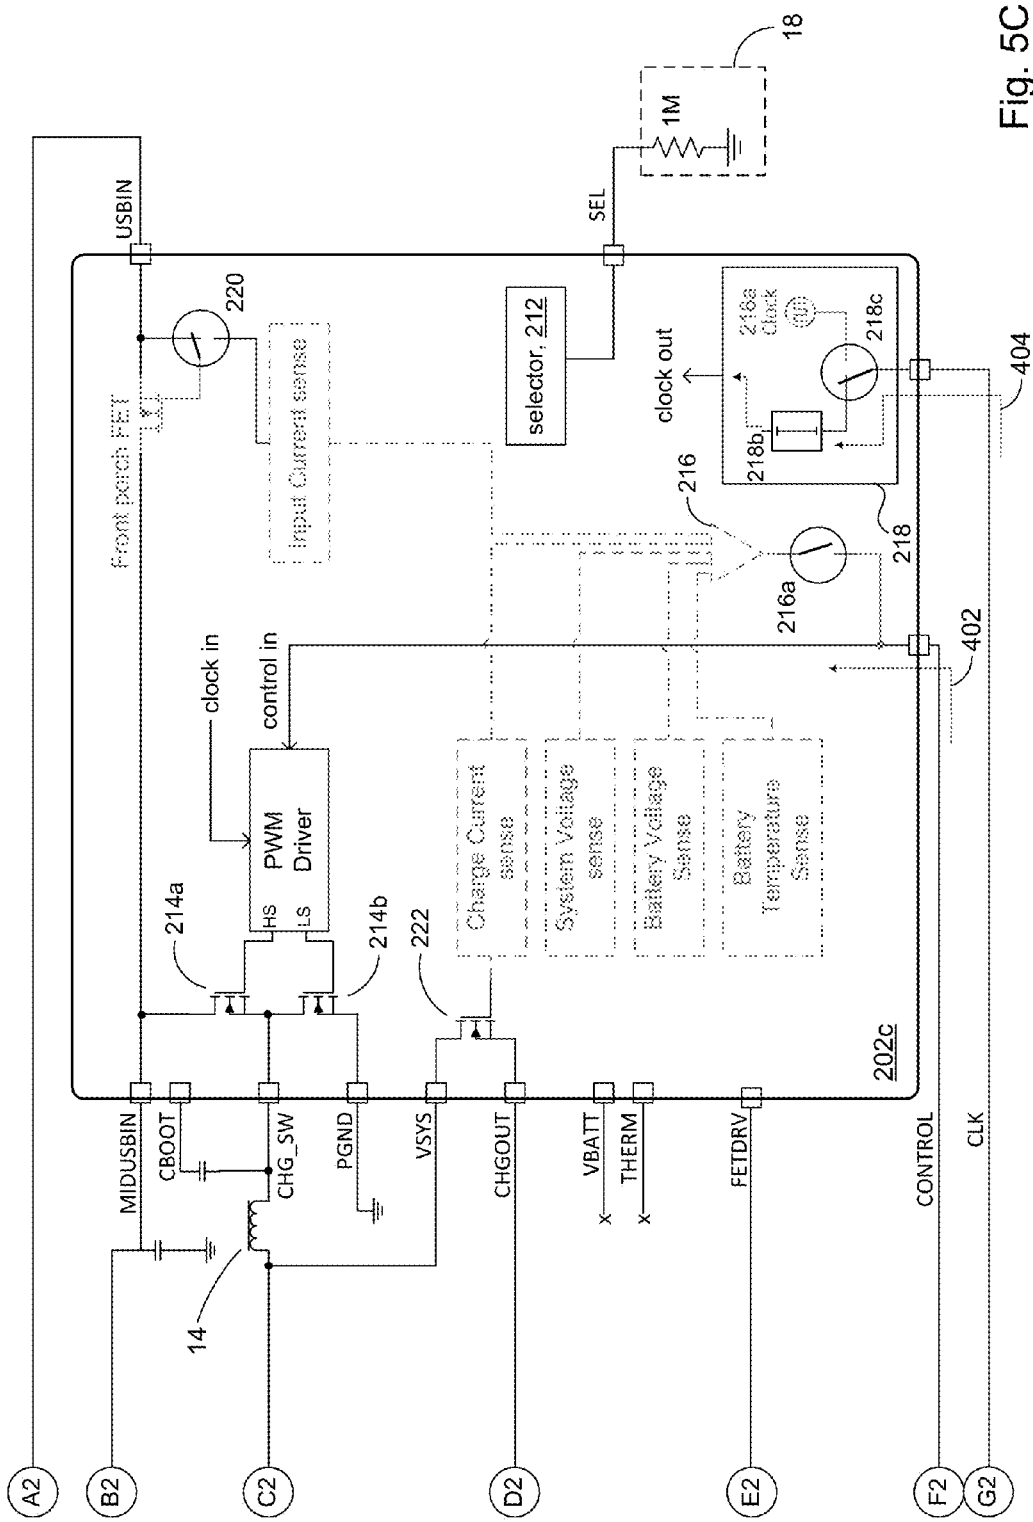 Fig. 5C
18
1M
USBIN
SEL
220
Front porch FET
Input Current sense
selector, 212
clock out
216a
Clock
218c
218b
218
404
216
216a
402
clock in
control in
PWM
Driver
HS
LS
214a
214b
222
Charge Current
sense
System Voltage
sense
Battery Voltage
Sense
Battery
Temperature
Sense
202c
MIDUSBIN
CBOOT
CHG_SW
PGND
VSYS
CHGOUT
VBATT
THERM
FETDRV
CONTROL
CLK
x
x
14
A2
B2
C2
D2
E2
F2
G2